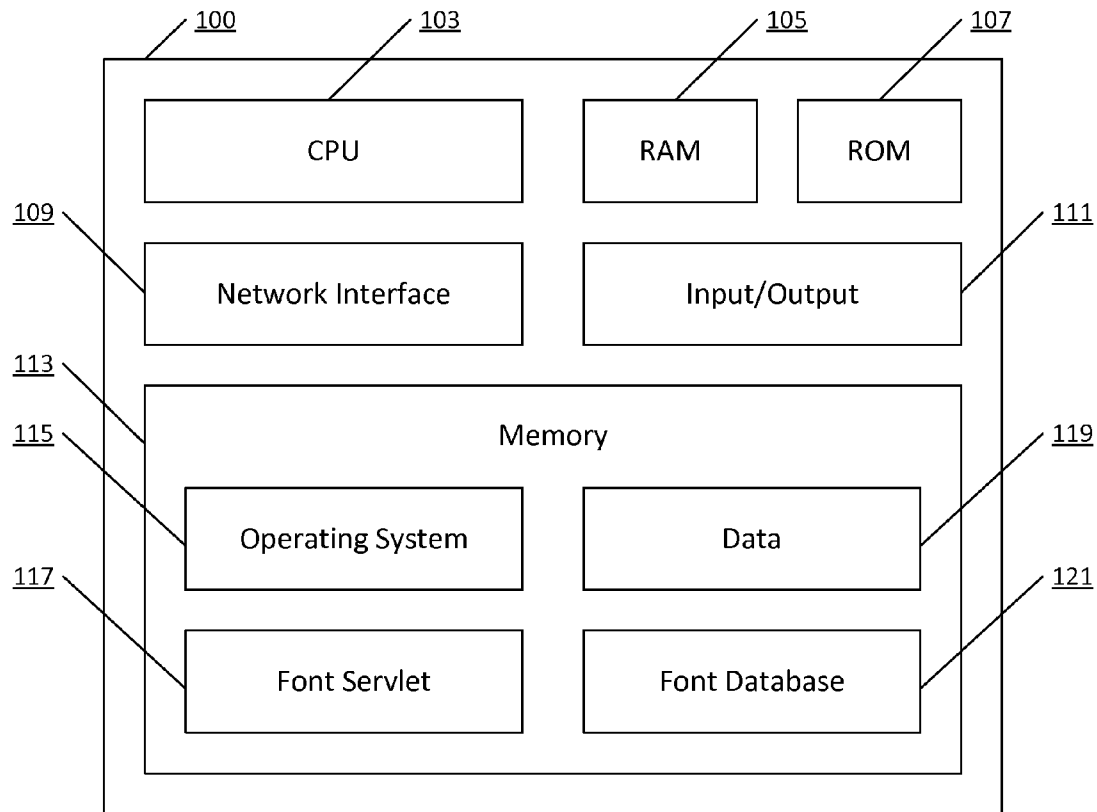 100 103 105 107
CPU RAM ROM
109 111
Network Interface Input/Output
113
Memory
115 119
Operating System Data
117 121
Font Servlet Font Database